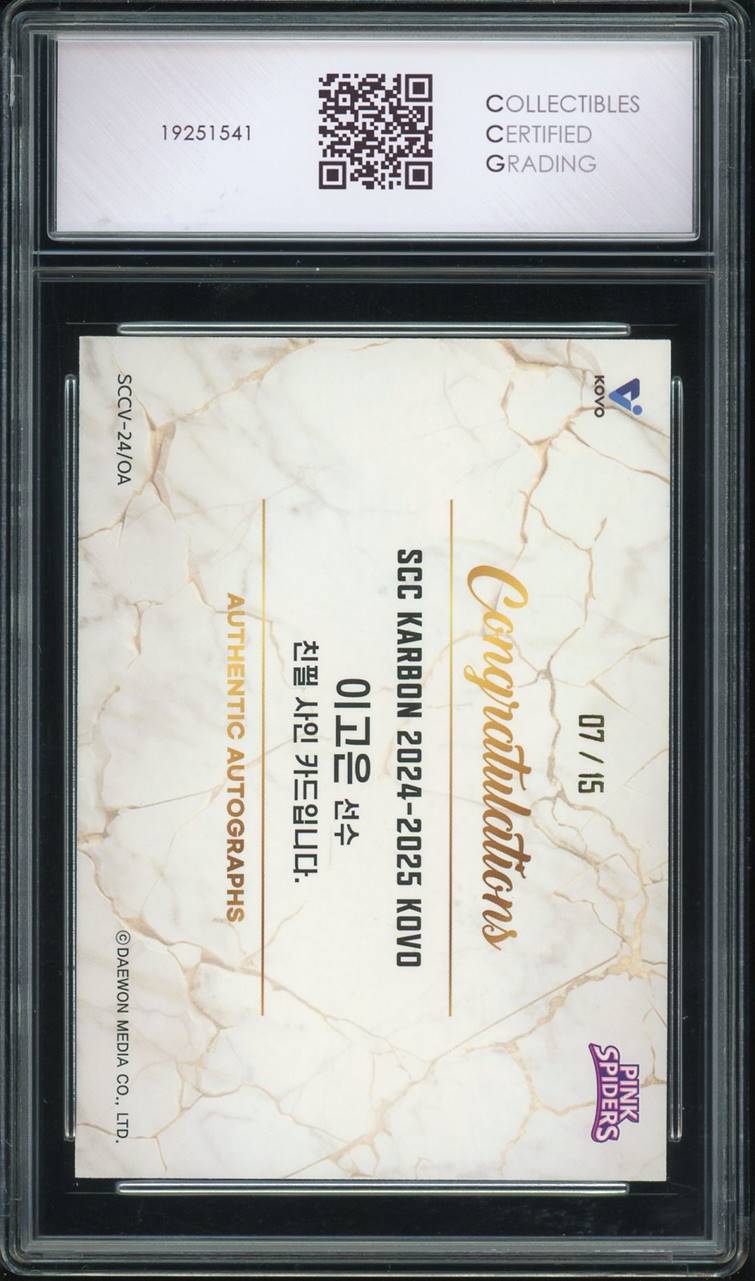 19251541
COLLECTIBLES
CERTIFIED
GRADING
KOVO
07 / 15
PINK
SPIDERS
Congratulations
SCC KARBON 2024-2025 KOVO
이고은 선수
친필 사인 카드입니다.
AUTHENTIC AUTOGRAPHS
SCCV-24/OA
©DAEWON MEDIA CO., LTD.